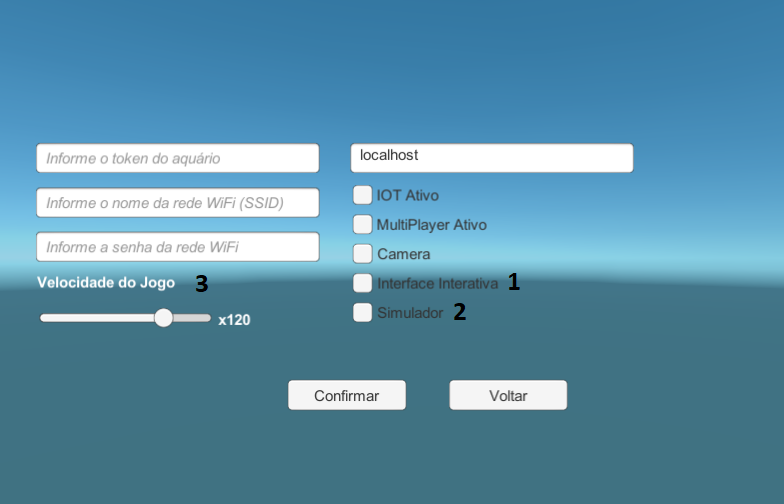 Informe o token do aquário
Informe o nome da rede WiFi (SSID)
Informe a senha da rede WiFi
Velocidade do Jogo 3
x120
localhost
IOT Ativo
MultiPlayer Ativo
Camera
Interface Interativa 1
Simulador 2
Confirmar
Voltar